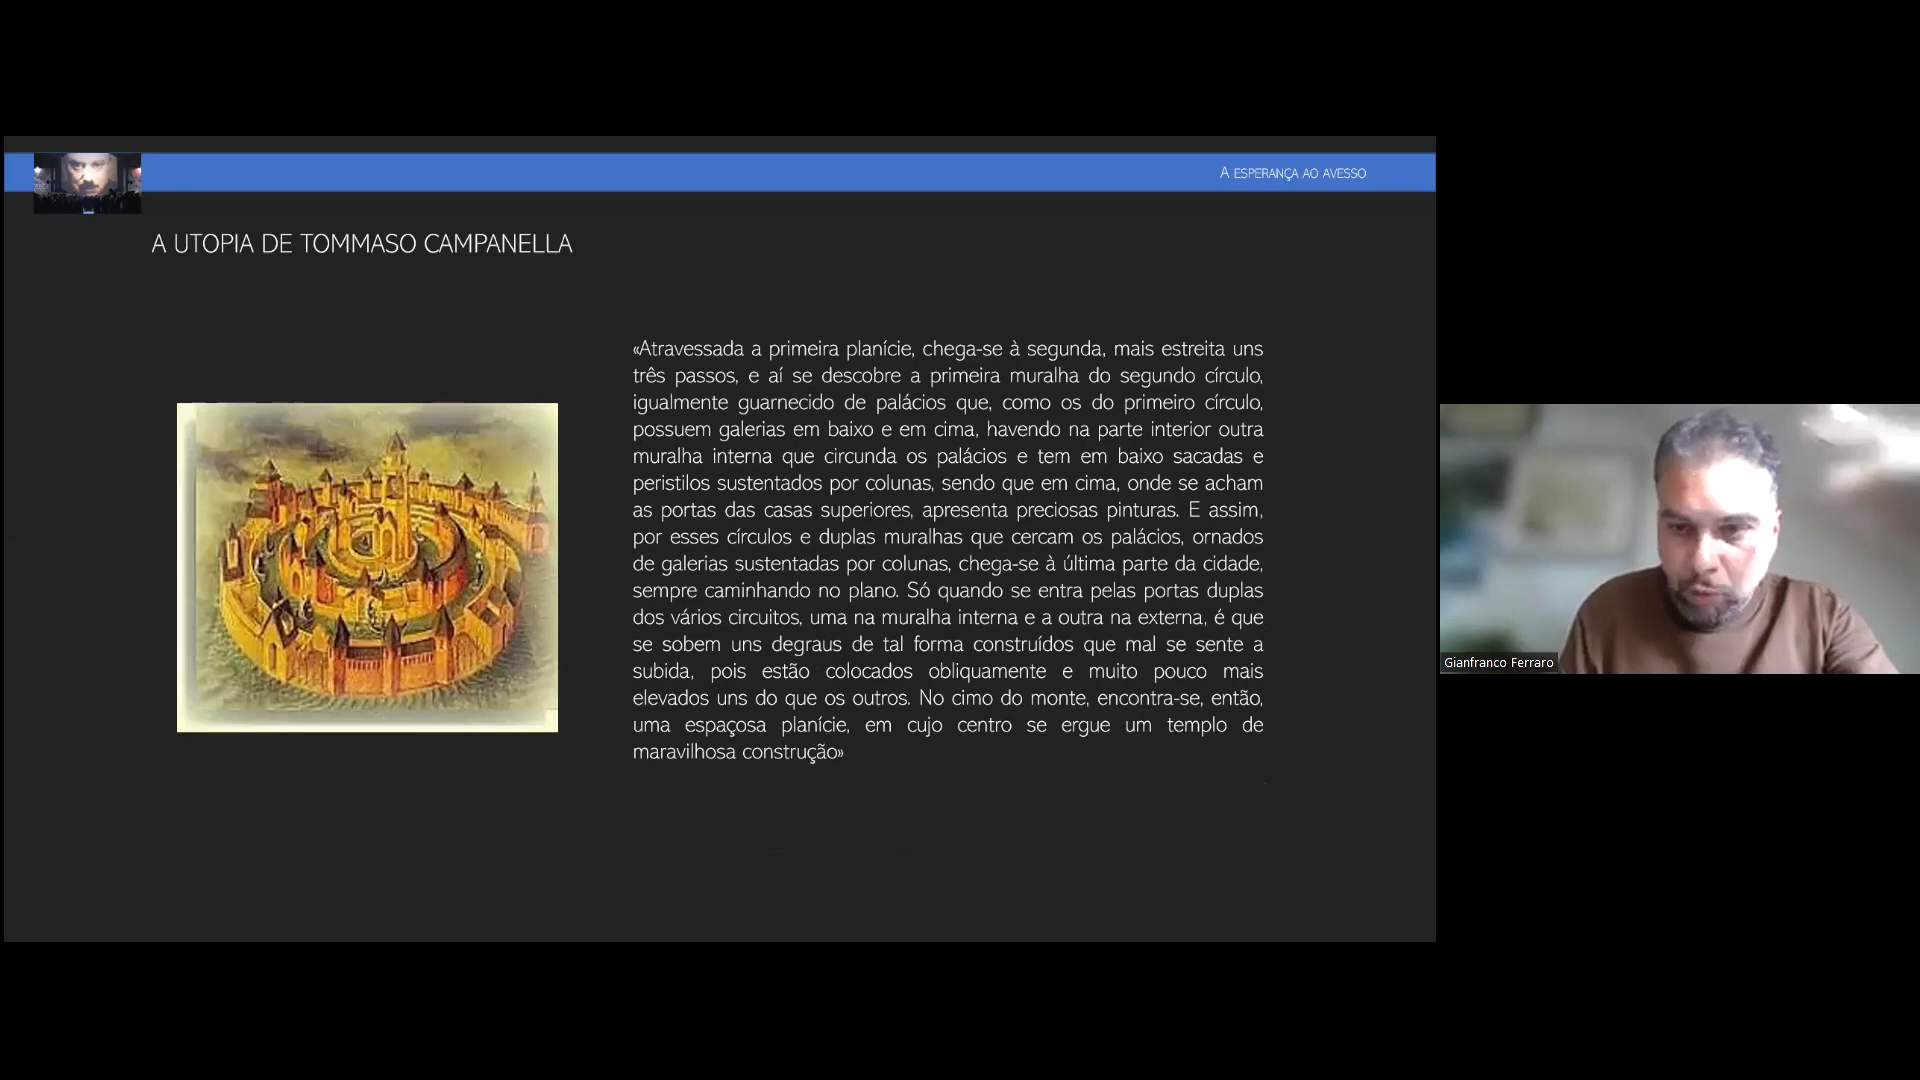 A ESPERANÇA AO AVESSO
A UTOPIA DE TOMMASO CAMPANELLA
«Atravessada a primeira planície, chega-se à segunda, mais estreita uns
três passos, e aí se descobre a primeira muralha do segundo círculo,
igualmente guarnecido de palácios que, como os do primeiro círculo,
possuem galerias em baixo e em cima, havendo na parte interior outra
muralha interna que circunda os palácios e tem em baixo sacadas e
peristilos sustentados por colunas, sendo que em cima, onde se acham
as portas das casas superiores, apresenta preciosas pinturas. E assim,
por esses círculos e duplas muralhas que cercam os palácios, ornados
de galerias sustentadas por colunas, chega-se à última parte da cidade,
sempre caminhando no plano. Só quando se entra pelas portas duplas
dos vários circuitos, uma na muralha interna e a outra na externa, é que
se sobem uns degraus de tal forma construídos que mal se sente a
subida, pois estão colocados obliquamente e muito pouco mais
elevados uns do que os outros. No cimo do monte, encontra-se, então,
uma espaçosa planície, em cujo centro se ergue um templo de
maravilhosa construção»
Gianfranco Ferraro